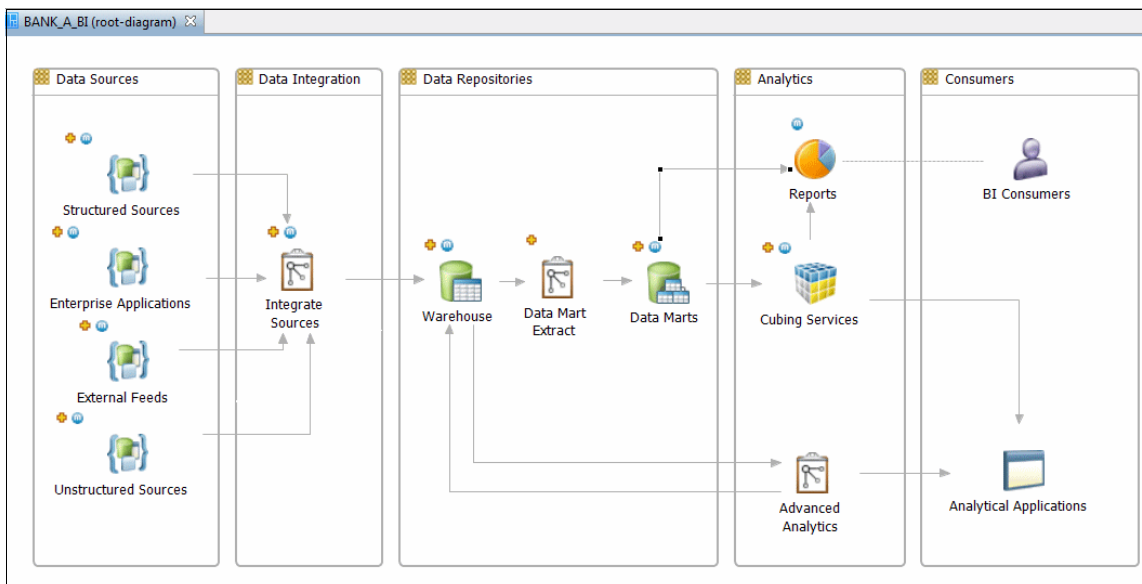 BANK_A_BI (root-diagram)
Data Sources
Data Integration
Data Repositories
Analytics
Consumers
Structured Sources
Enterprise Applications
External Feeds
Unstructured Sources
Integrate
Sources
Warehouse
Data Mart
Extract
Data Marts
Reports
Cubing Services
Advanced
Analytics
BI Consumers
Analytical Applications
m
m
m
m
m
m
m
m
m